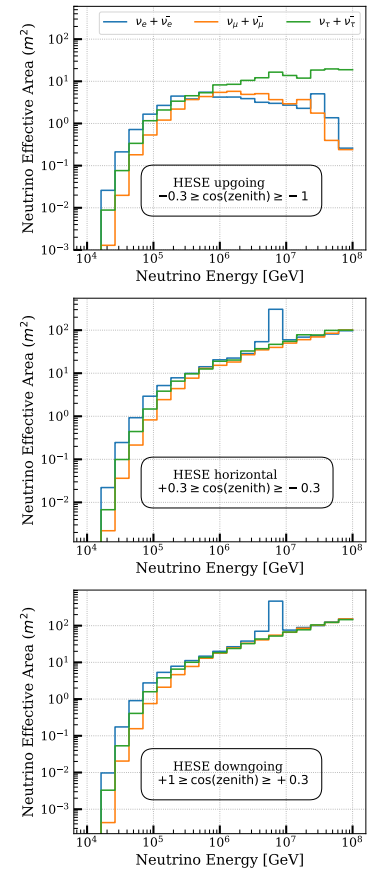 νₑ + ν̄ₑ νμ + ν̄μ ντ + ν̄τ
10²
10¹
10⁰
10⁻¹
10⁻²
10⁻³
Neutrino Effective Area (m²)
HESE upgoing
−0.3 ≥ cos(zenith) ≥ −1
10⁴ 10⁵ 10⁶ 10⁷ 10⁸
Neutrino Energy [GeV]
10²
10¹
10⁰
10⁻¹
10⁻²
Neutrino Effective Area (m²)
HESE horizontal
+0.3 ≥ cos(zenith) ≥ −0.3
10⁴ 10⁵ 10⁶ 10⁷ 10⁸
Neutrino Energy [GeV]
10²
10¹
10⁰
10⁻¹
10⁻²
10⁻³
Neutrino Effective Area (m²)
HESE downgoing
+1 ≥ cos(zenith) ≥ +0.3
10⁴ 10⁵ 10⁶ 10⁷ 10⁸
Neutrino Energy [GeV]